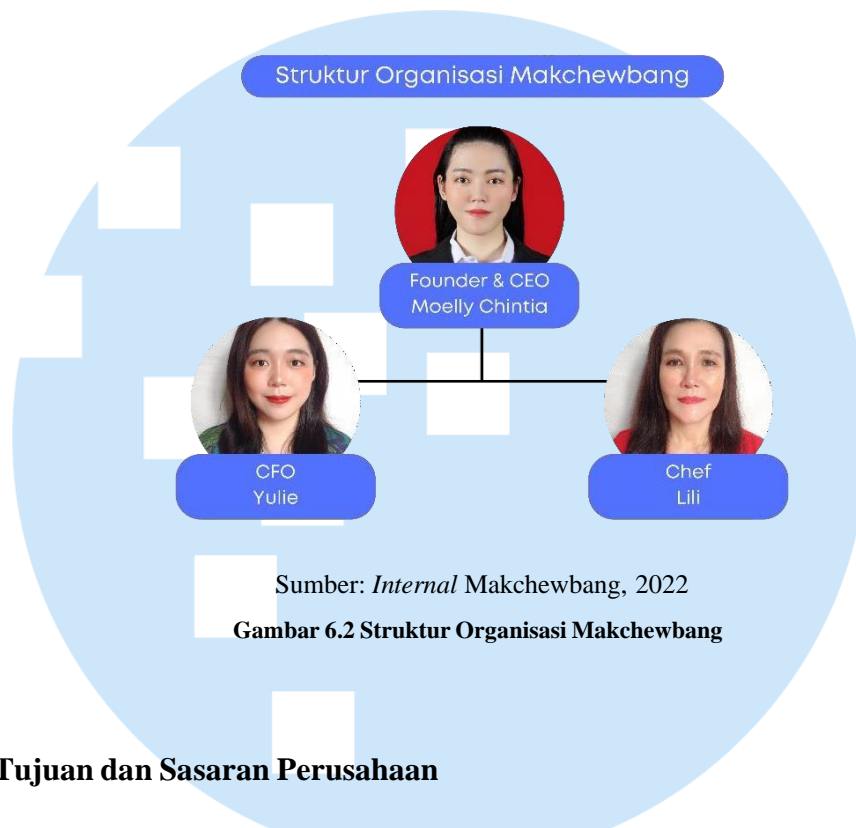 Struktur Organisasi Makchewbang
Founder & CEO
Moelly Chintia
CFO
Yulie
Chef
Lili
Sumber: Internal Makchewbang, 2022
Gambar 6.2 Struktur Organisasi Makchewbang
Tujuan dan Sasaran Perusahaan